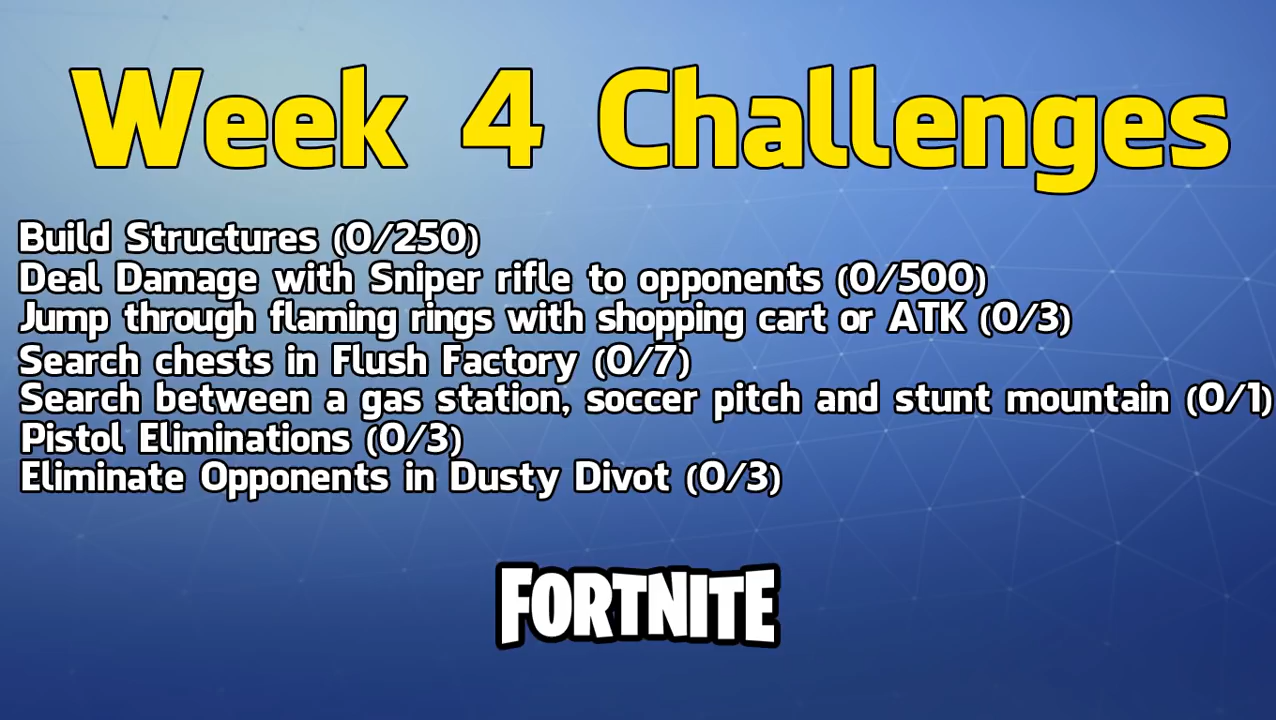 Week 4 Challenges
Build Structures (0/250)
Deal Damage with Sniper rifle to opponents (0/500)
Jump through flaming rings with shopping cart or ATK (0/3)
Search chests in Flush Factory (0/7)
Search between a gas station, soccer pitch and stunt mountain (0/1)
Pistol Eliminations (0/3)
Eliminate Opponents in Dusty Divot (0/3)
FORTNITE